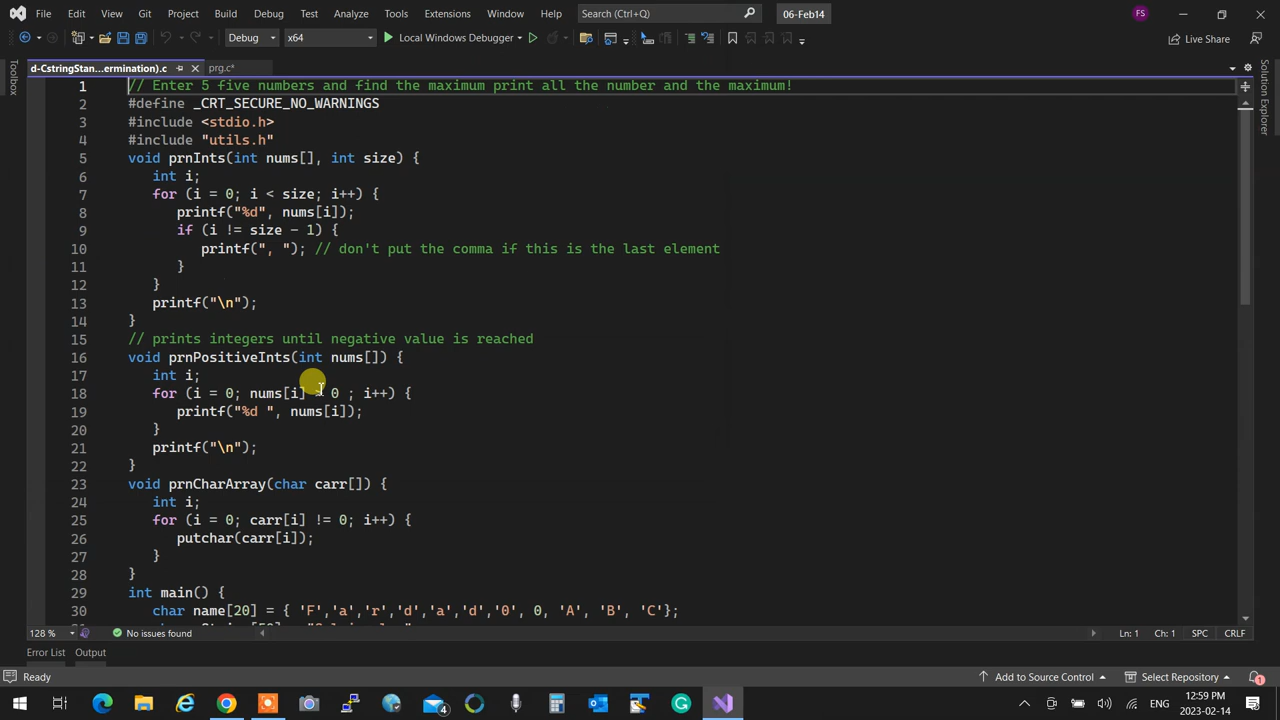 File Edit View Git Project Build Debug Test Analyze Tools Extensions Window Help Search (Ctrl+Q) 06-Feb14 FS
Debug x64 Local Windows Debugger Live Share
d-CstringStan...ermination).c prg.c*
Toolbox
Solution Explorer
1 // Enter 5 five numbers and find the maximum print all the number and the maximum!
2 #define _CRT_SECURE_NO_WARNINGS
3 #include <stdio.h>
4 #include "utils.h"
5 void prnInts(int nums[], int size) {
6 int i;
7 for (i = 0; i < size; i++) {
8 printf("%d", nums[i]);
9 if (i != size - 1) {
10 printf(", "); // don't put the comma if this is the last element
11 }
12 }
13 printf("\n");
14 }
15 // prints integers until negative value is reached
16 void prnPositiveInts(int nums[]) {
17 int i;
18 for (i = 0; nums[i] 0 ; i++) {
19 printf("%d ", nums[i]);
20 }
21 printf("\n");
22 }
23 void prnCharArray(char carr[]) {
24 int i;
25 for (i = 0; carr[i] != 0; i++) {
26 putchar(carr[i]);
27 }
28 }
29 int main() {
30 char name[20] = { 'F','a','r','d','a','d','0', 0, 'A', 'B', 'C'};
128 % No issues found Ln: 1 Ch: 1 SPC CRLF
Error List Output
Ready Add to Source Control Select Repository 1
4 ENG 12:59 PM
2023-02-14